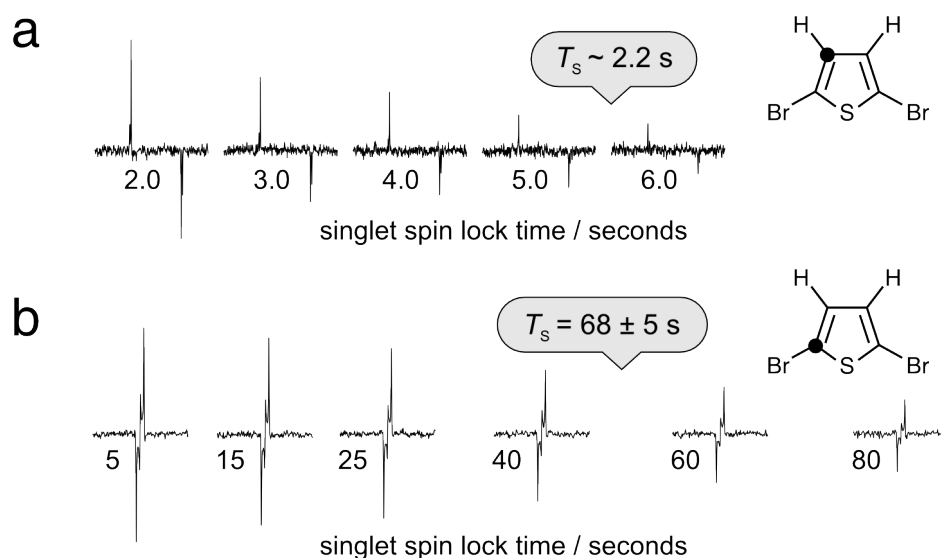 a
T_S ~ 2.2 s
H H
Br S Br
2.0 3.0 4.0 5.0 6.0
singlet spin lock time / seconds
b
T_S = 68 ± 5 s
H H
Br S Br
5 15 25 40 60 80
singlet spin lock time / seconds